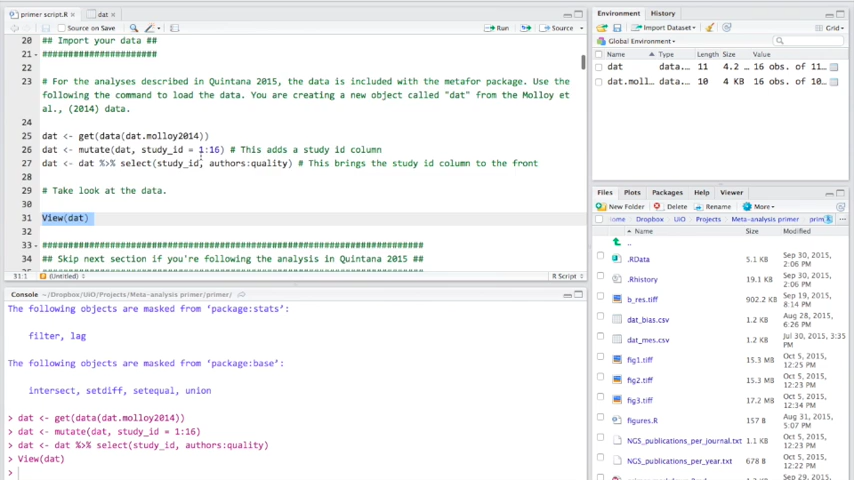 primer script.R
dat
Source on Save
Run
Source
20 ## Import your data ##
21 ######################
22
23 # For the analyses described in Quintana 2015, the data is included with the metafor package. Use the
following the command to load the data. You are creating a new object called "dat" from the Molloy et
al., (2014) data.
24
25 dat <- get(data(dat.molloy2014))
26 dat <- mutate(dat, study_id = 1:16) # This adds a study id column
27 dat <- dat %>% select(study_id, authors:quality) # This brings the study id column to the front
28
29 # Take look at the data.
30
31 View(dat)
32
34 ## Skip next section if you're following the analysis in Quintana 2015 ##
31:1
(Untitled)
R Script
Console ~/Dropbox/UiO/Projects/Meta-analysis primer/primer/
The following objects are masked from ‘package:stats’:
filter, lag
The following objects are masked from ‘package:base’:
intersect, setdiff, setequal, union
> dat <- get(data(dat.molloy2014))
> dat <- mutate(dat, study_id = 1:16)
> dat <- dat %>% select(study_id, authors:quality)
> View(dat)
>
Environment History
Import Dataset
Grid
Global Environment
Name Length Size Value
dat data.… 11 4.2 … 16 obs. of 11…
dat.moll… data.… 10 4 KB 16 obs. of 10…
Files Plots Packages Help Viewer
New Folder Delete Rename More
Dropbox UiO Projects Meta-analysis primer prim
Name Size Modified
..
.RData 5.1 KB Sep 30, 2015, 2:06 PM
.Rhistory 19.1 KB Sep 30, 2015, 2:06 PM
b_res.tiff 902.2 KB Sep 19, 2015, 8:14 PM
dat_bias.csv 1.2 KB Aug 28, 2015, 6:26 PM
dat_mes.csv 1.2 KB Jul 30, 2015, 3:35 PM
fig1.tiff 15.3 MB Oct 5, 2015, 12:23 PM
fig2.tiff 15.3 MB Oct 5, 2015, 12:23 PM
fig3.tiff 17.2 MB Oct 5, 2015, 12:34 PM
figures.R 157 B Aug 31, 2015, 5:07 PM
NGS_publications_per_journal.txt 1.1 KB Oct 5, 2015, 12:22 PM
NGS_publications_per_year.txt 678 B Oct 5, 2015, 12:22 PM